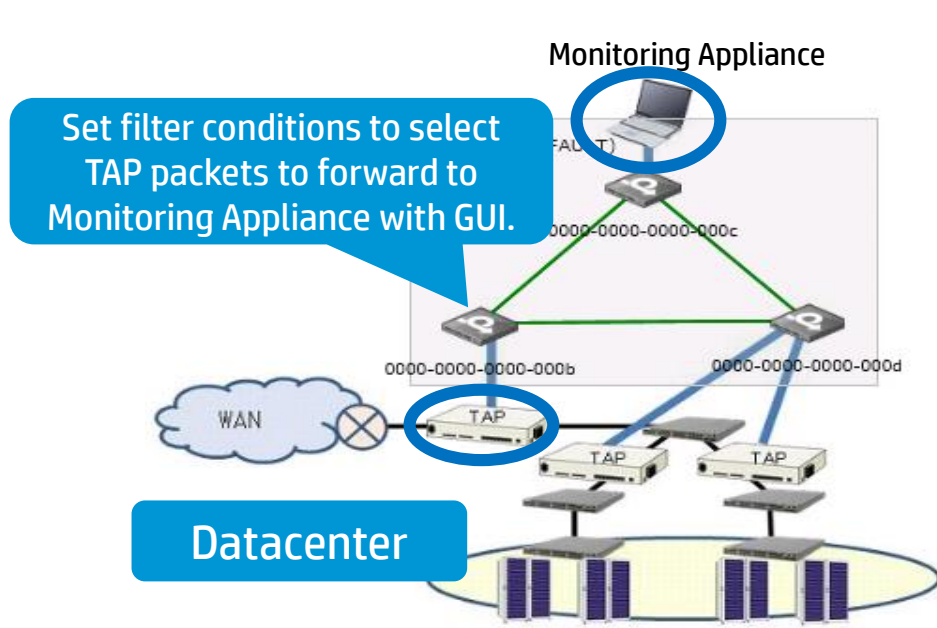 Monitoring Appliance
Set filter conditions to select
TAP packets to forward to
Monitoring Appliance with GUI.
FAULT)
0000-0000-0000-000c
0000-0000-0000-000b
0000-0000-0000-000d
WAN
TAP
TAP
TAP
Datacenter